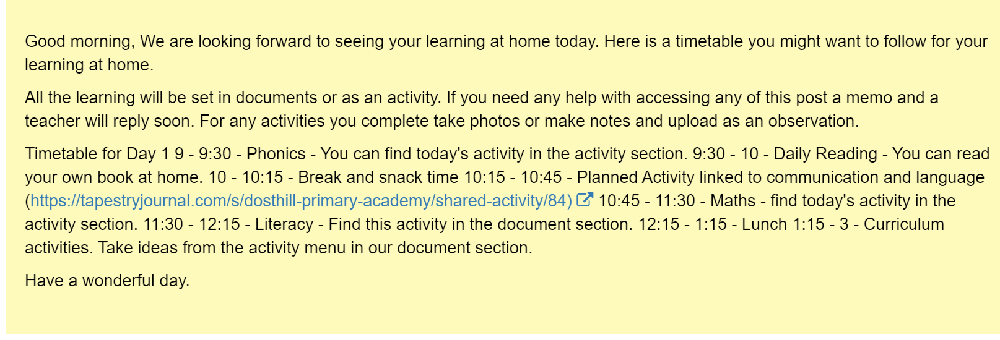 Good morning, We are looking forward to seeing your learning at home today. Here is a timetable you might want to follow for your
learning at home.
All the learning will be set in documents or as an activity. If you need any help with accessing any of this post a memo and a
teacher will reply soon. For any activities you complete take photos or make notes and upload as an observation.
Timetable for Day 1 9 - 9:30 - Phonics - You can find today's activity in the activity section. 9:30 - 10 - Daily Reading - You can read
your own book at home. 10 - 10:15 - Break and snack time 10:15 - 10:45 - Planned Activity linked to communication and language
(https://tapestryjournal.com/s/dosthill-primary-academy/shared-activity/84) 10:45 - 11:30 - Maths - find today's activity in the
activity section. 11:30 - 12:15 - Literacy - Find this activity in the document section. 12:15 - 1:15 - Lunch 1:15 - 3 - Curriculum
activities. Take ideas from the activity menu in our document section.
Have a wonderful day.